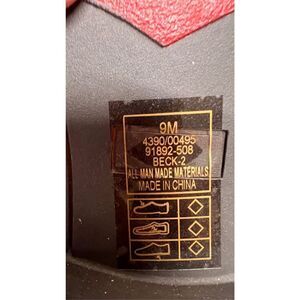 9M
4390/00495
91892-508
BECK-2
ALL MAN MADE MATERIALS
MADE IN CHINA